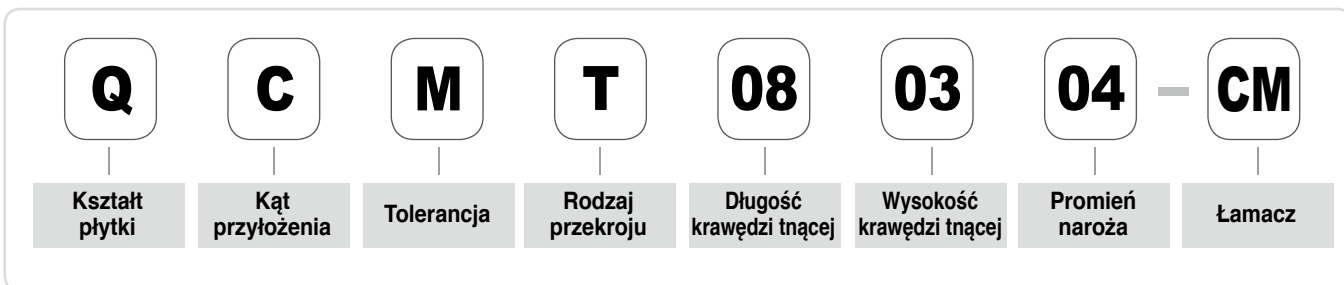 Q C M T 08 03 04 - CM
Kształt
płytki
Kąt
przyłożenia
Tolerancja
Rodzaj
przekroju
Długość
krawędzi tnącej
Wysokość
krawędzi tnącej
Promień
naroża
Łamacz